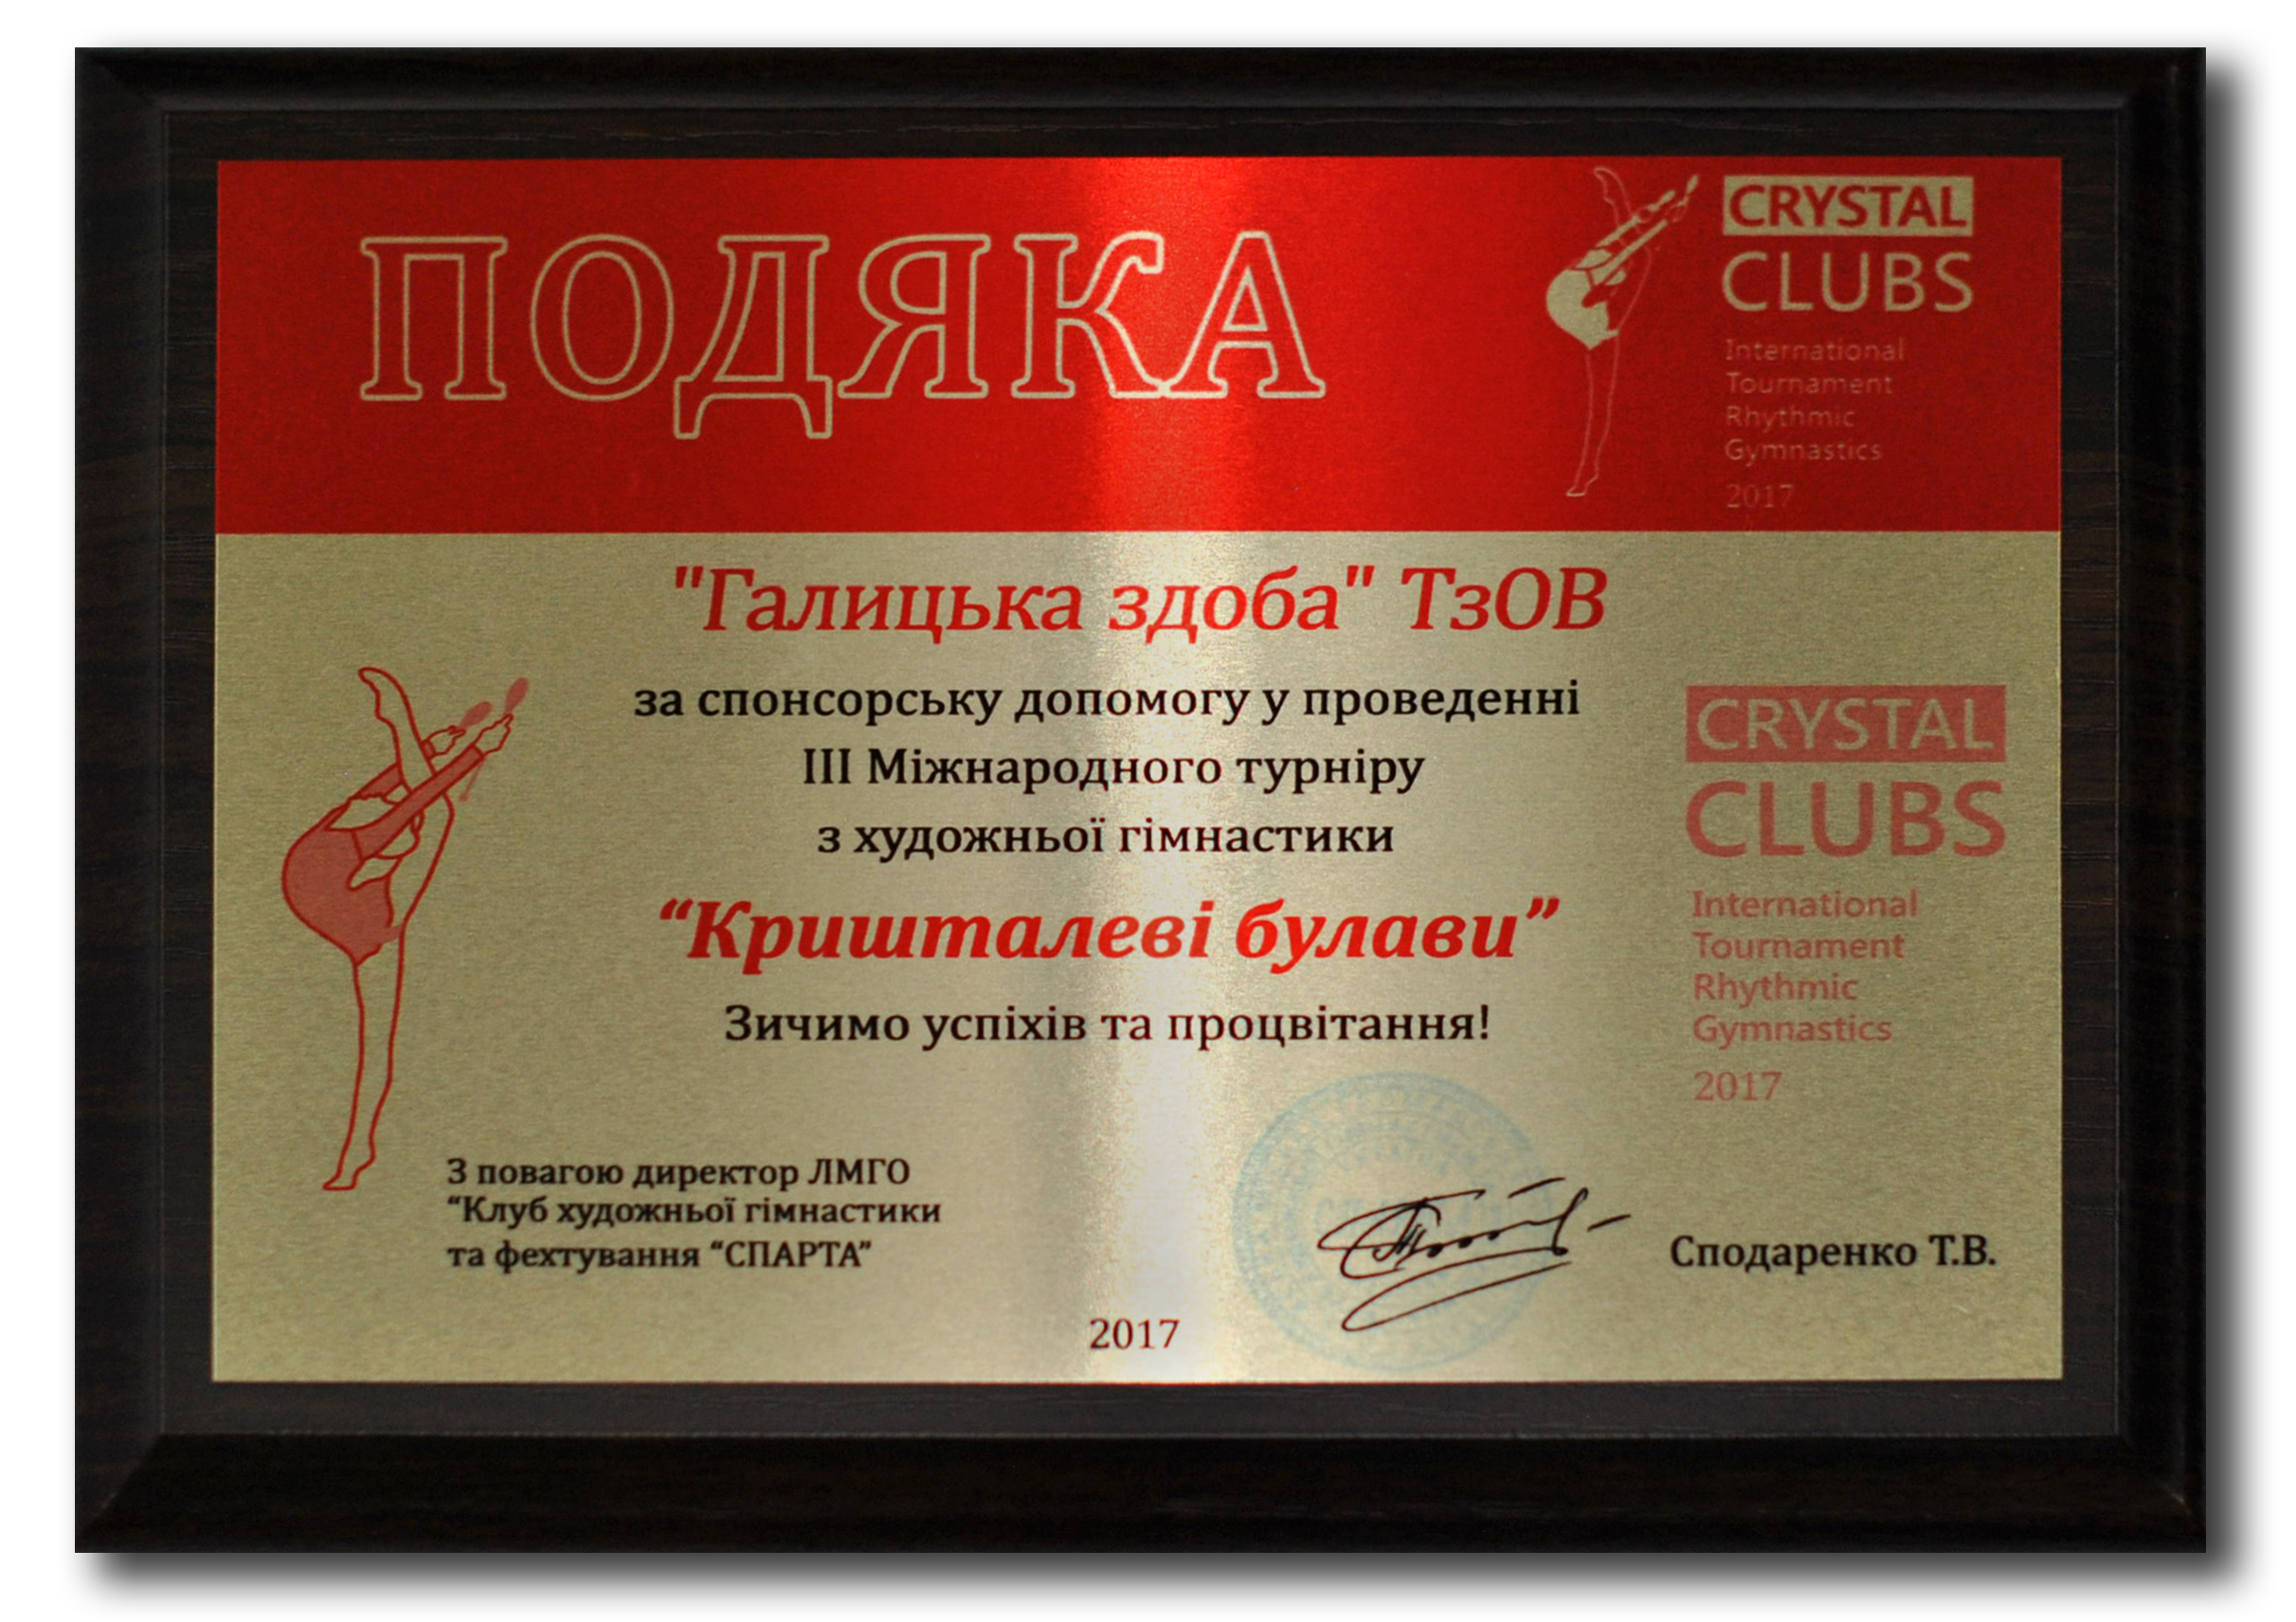 ПОДЯКА
CRYSTAL
CLUBS
International
Tournament
Rhythmic
Gymnastics
2017
"Галицька здоба" ТзОВ
за спонсорську допомогу у проведенні
ІІІ Міжнародного турніру
з художньої гімнастики
“Кришталеві булави”
Зичимо успіхів та процвітання!
CRYSTAL
CLUBS
International
Tournament
Rhythmic
Gymnastics
2017
З повагою директор ЛМГО
“Клуб художньої гімнастики
та фехтування “СПАРТА”
Сподаренко Т.В.
2017